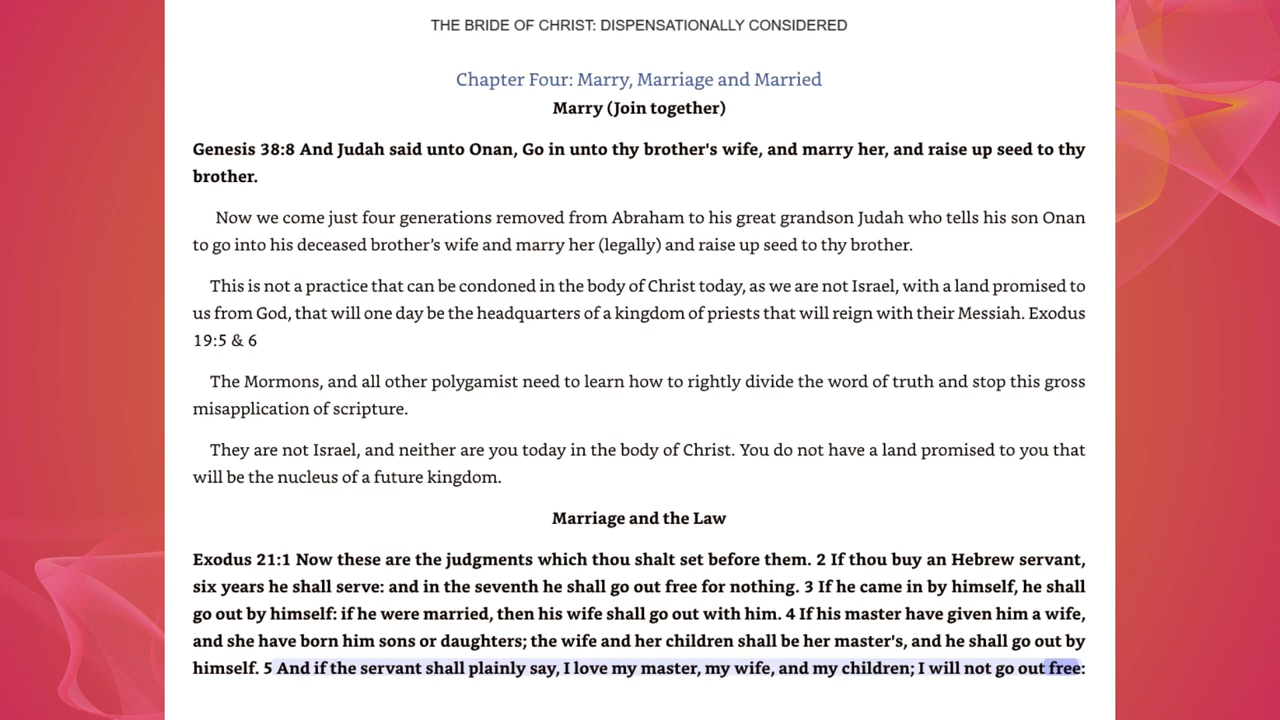 THE BRIDE OF CHRIST: DISPENSATIONALLY CONSIDERED
Chapter Four: Marry, Marriage and Married
Marry (Join together)
Genesis 38:8 And Judah said unto Onan, Go in unto thy brother's wife, and marry her, and raise up seed to thy
brother.
Now we come just four generations removed from Abraham to his great grandson Judah who tells his son Onan
to go into his deceased brother’s wife and marry her (legally) and raise up seed to thy brother.
This is not a practice that can be condoned in the body of Christ today, as we are not Israel, with a land promised to
us from God, that will one day be the headquarters of a kingdom of priests that will reign with their Messiah. Exodus
19:5 & 6
The Mormons, and all other polygamist need to learn how to rightly divide the word of truth and stop this gross
misapplication of scripture.
They are not Israel, and neither are you today in the body of Christ. You do not have a land promised to you that
will be the nucleus of a future kingdom.
Marriage and the Law
Exodus 21:1 Now these are the judgments which thou shalt set before them. 2 If thou buy an Hebrew servant,
six years he shall serve: and in the seventh he shall go out free for nothing. 3 If he came in by himself, he shall
go out by himself: if he were married, then his wife shall go out with him. 4 If his master have given him a wife,
and she have born him sons or daughters; the wife and her children shall be her master's, and he shall go out by
himself. 5 And if the servant shall plainly say, I love my master, my wife, and my children; I will not go out free: